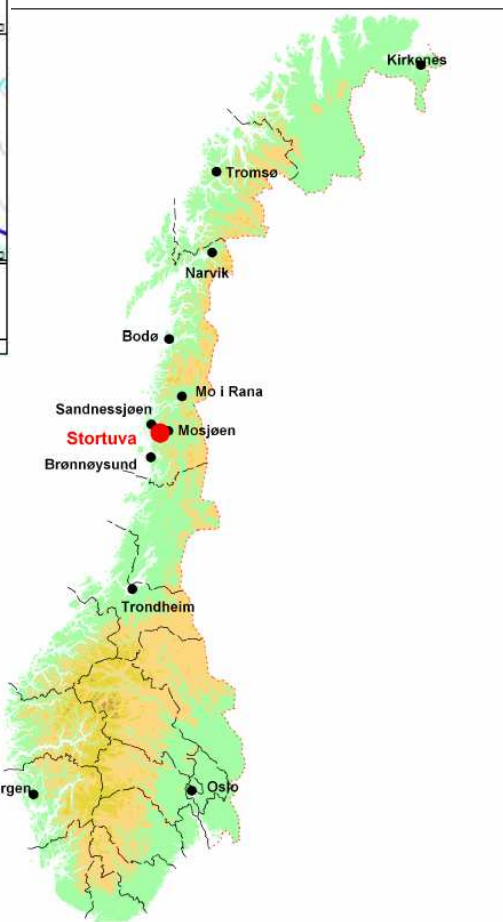 Kirkenes
Tromsø
Narvik
Bodø
Mo i Rana
Sandnessjøen
Stortuva
Mosjøen
Brønnøysund
Trondheim
rgen
Oslo